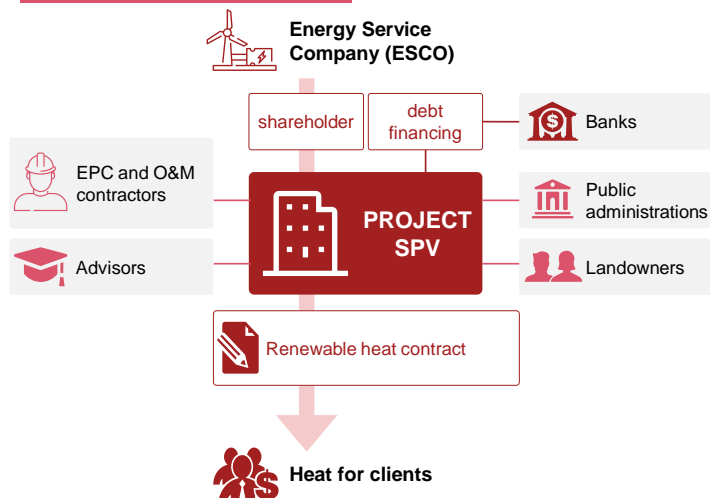 Energy Service
Company (ESCO)
shareholder
debt
financing
Banks
EPC and O&M
contractors
PROJECT
SPV
Public
administrations
Advisors
Landowners
Renewable heat contract
Heat for clients